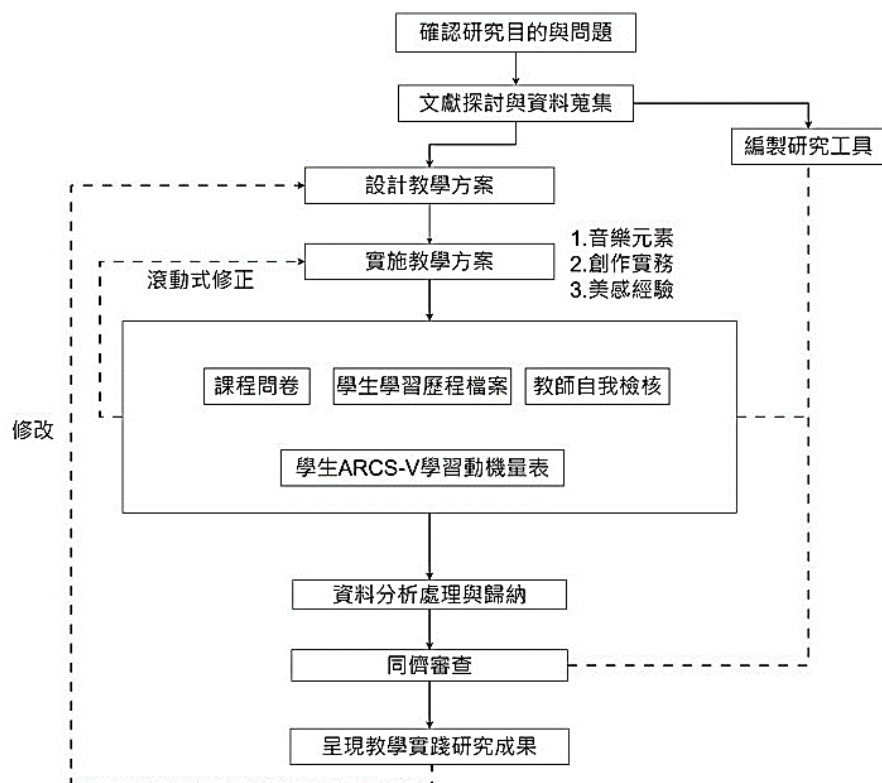 確認研究目的與問題
文獻探討與資料蒐集
編製研究工具
設計教學方案
實施教學方案
1.音樂元素
2.創作實務
3.美感經驗
滾動式修正
課程問卷
學生學習歷程檔案
教師自我檢核
修改
學生ARCS-V學習動機量表
資料分析處理與歸納
同儕審查
呈現教學實踐研究成果